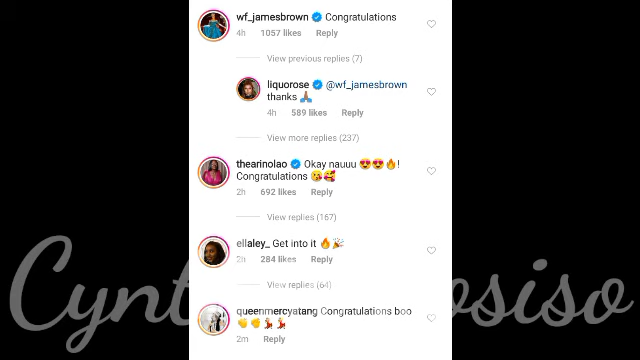 wf_jamesbrown Congratulations
4h 1057 likes Reply
View previous replies (7)
liquorose @wf_jamesbrown
thanks 🙏🏽
4h 589 likes Reply
View more replies (237)
thearinolao Okay nauuu 😍😍🔥!
Congratulations 😘🥰
2h 692 likes Reply
View replies (167)
ellaley_ Get into it 🔥🎉
2h 284 likes Reply
View replies (64)
queenmercyatang Congratulations boo
👏👏💃💃
2m Reply